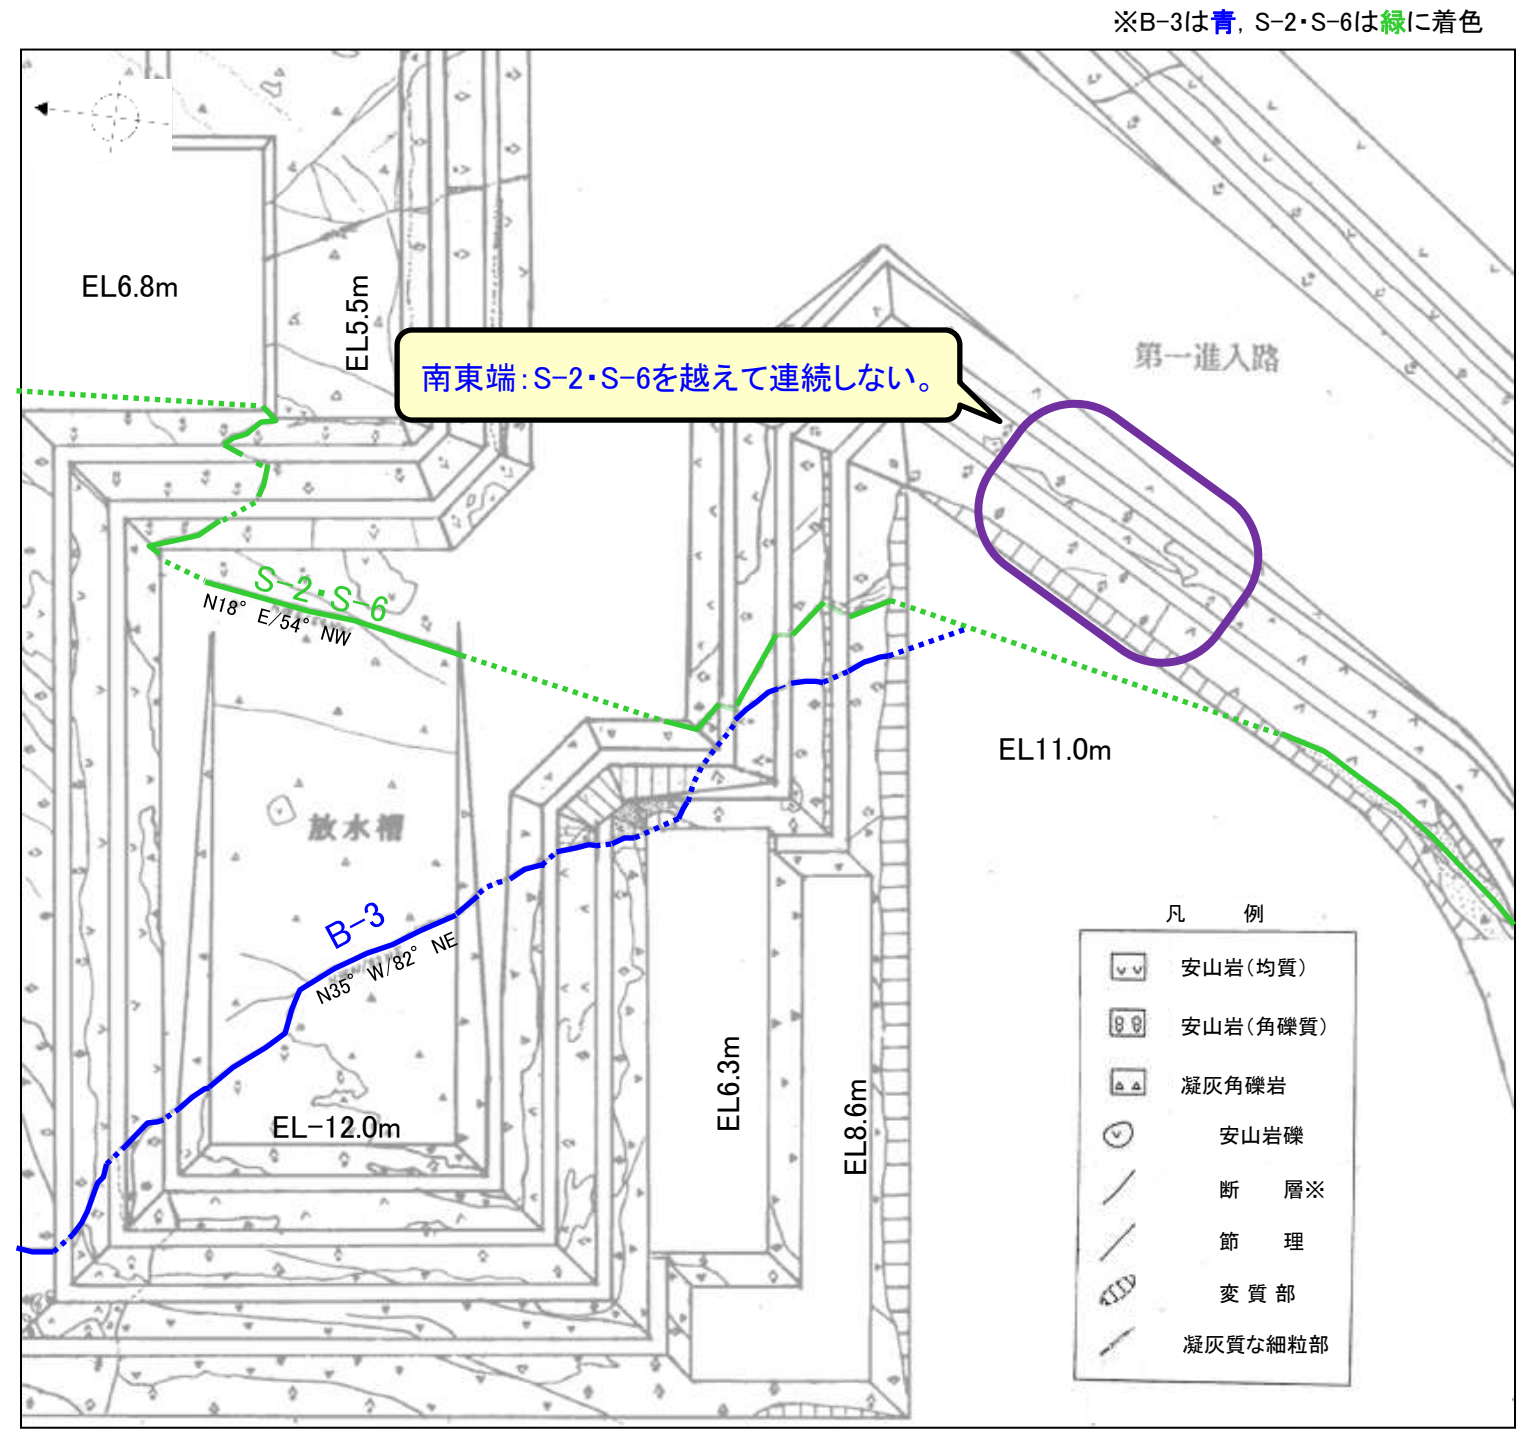 ※B-3は青, S-2・S-6は緑に着色
EL6.8m
EL5.5m
南東端:S-2・S-6を越えて連続しない。
第一進入路
S-2・S-6
N18° E/54° NW
EL11.0m
放水槽
B-3
N35° W/82° NE
EL-12.0m
EL6.3m
EL8.6m
凡 例
安山岩(均質)
安山岩(角礫質)
凝灰角礫岩
安山岩礫
断 層※
節 理
変 質 部
凝灰質な細粒部